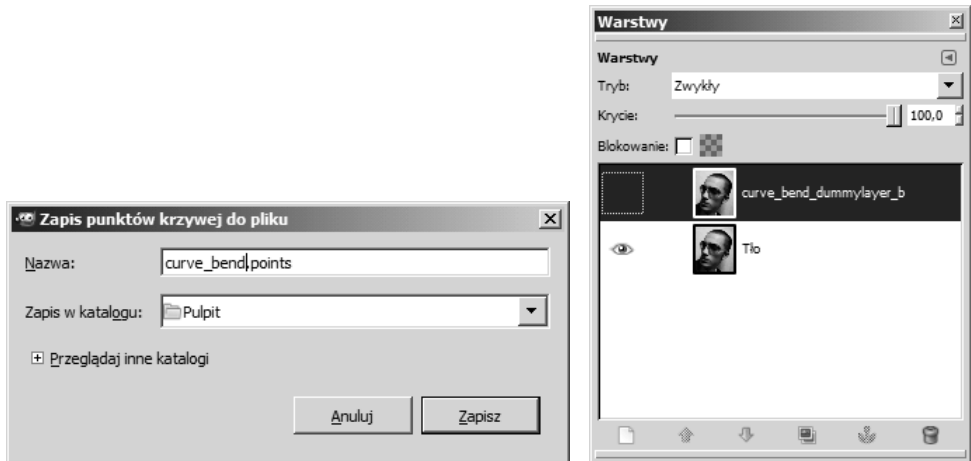 Zapis punktów krzywej do pliku
Nazwa: curve_bend.points
Zapis w katalogu: Pulpit
Przeglądaj inne katalogi
Anuluj Zapisz
Warstwy
Warstwy
Tryb: Zwykły
Krycie: 100,0
Blokowanie:
curve_bend_dummylayer_b
Tło